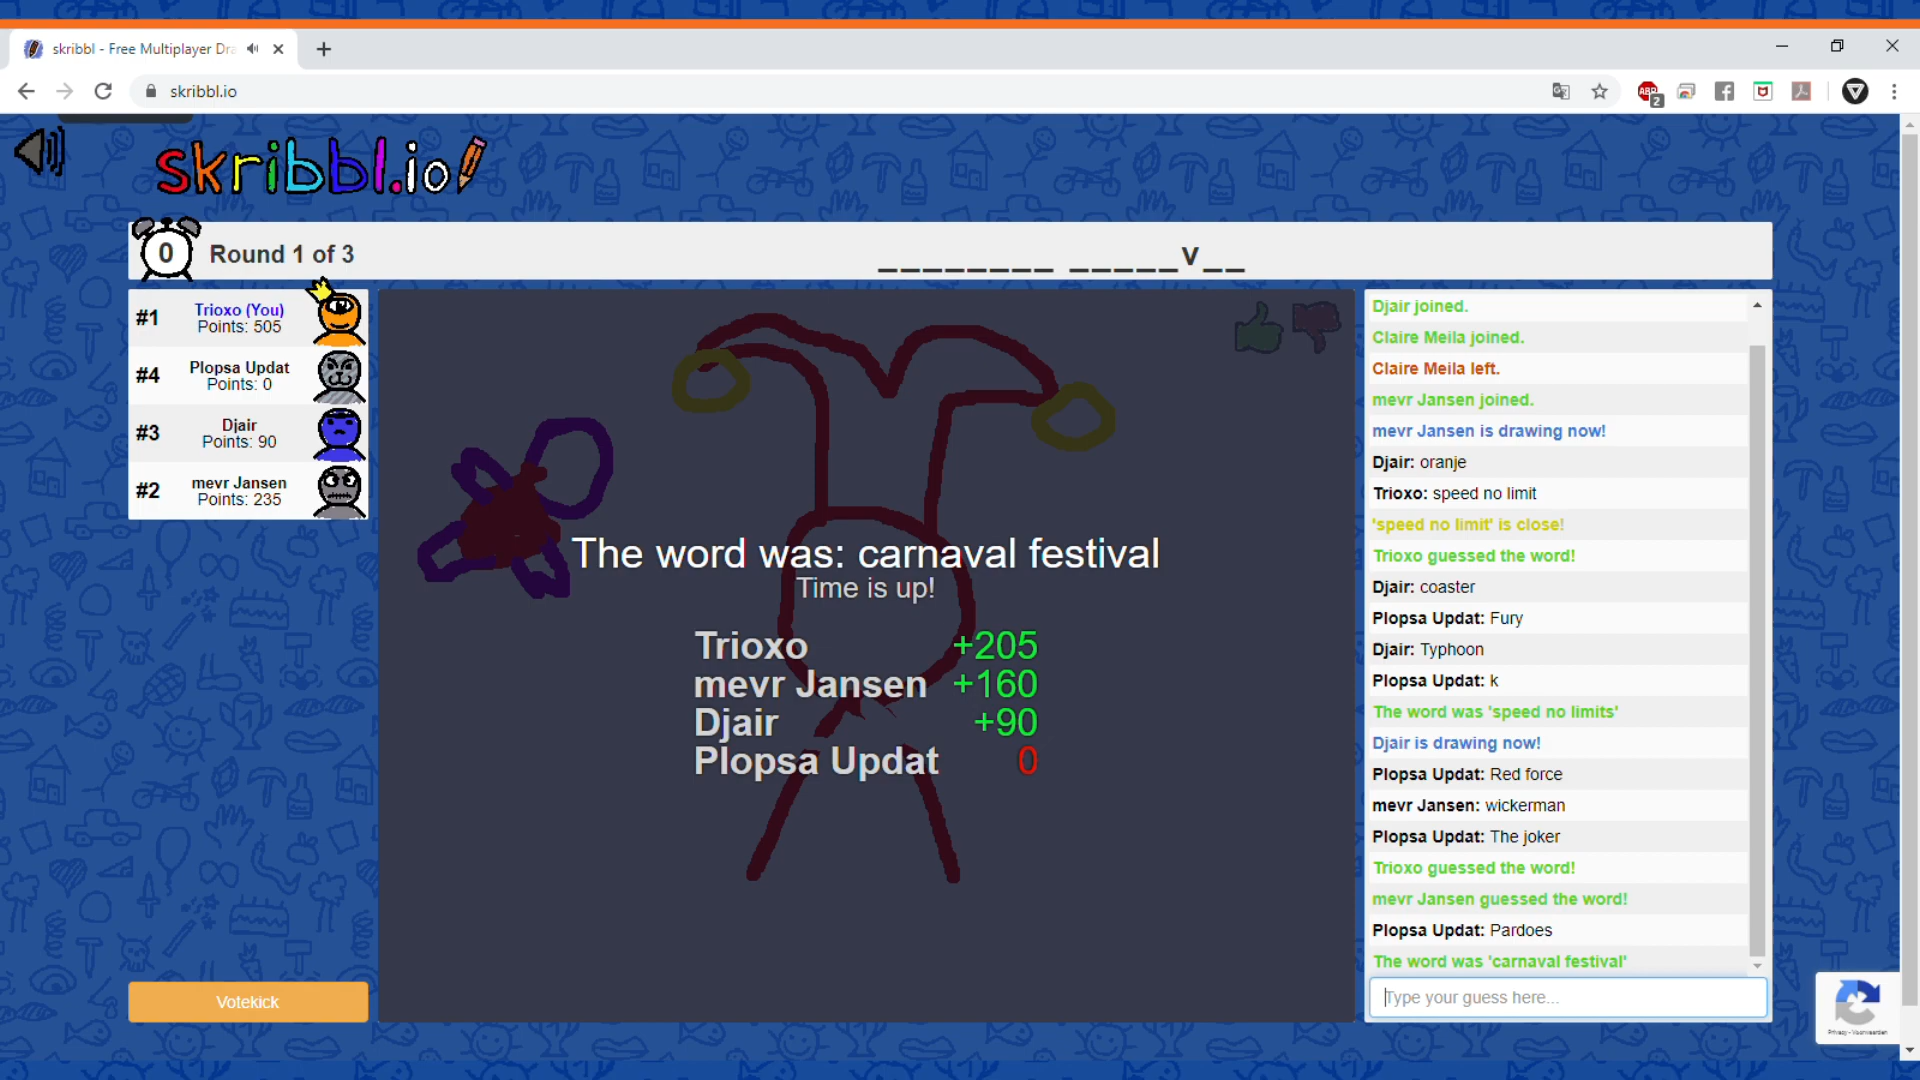 skribbl - Free Multiplayer Dra
skribbl.io
ABP
2
skribbl.io
0
Round 1 of 3
________ _____v__
#1
Trioxo (You)
Points: 505
#4
Plopsa Updat
Points: 0
#3
Djair
Points: 90
#2
mevr Jansen
Points: 235
Votekick
The word was: carnaval festival
Time is up!
Trioxo +205
mevr Jansen +160
Djair +90
Plopsa Updat 0
Djair joined.
Claire Meila joined.
Claire Meila left.
mevr Jansen joined.
mevr Jansen is drawing now!
Djair: oranje
Trioxo: speed no limit
'speed no limit' is close!
Trioxo guessed the word!
Djair: coaster
Plopsa Updat: Fury
Djair: Typhoon
Plopsa Updat: k
The word was 'speed no limits'
Djair is drawing now!
Plopsa Updat: Red force
mevr Jansen: wickerman
Plopsa Updat: The joker
Trioxo guessed the word!
mevr Jansen guessed the word!
Plopsa Updat: Pardoes
The word was 'carnaval festival'
Type your guess here...
Privacy - Voorwaarden